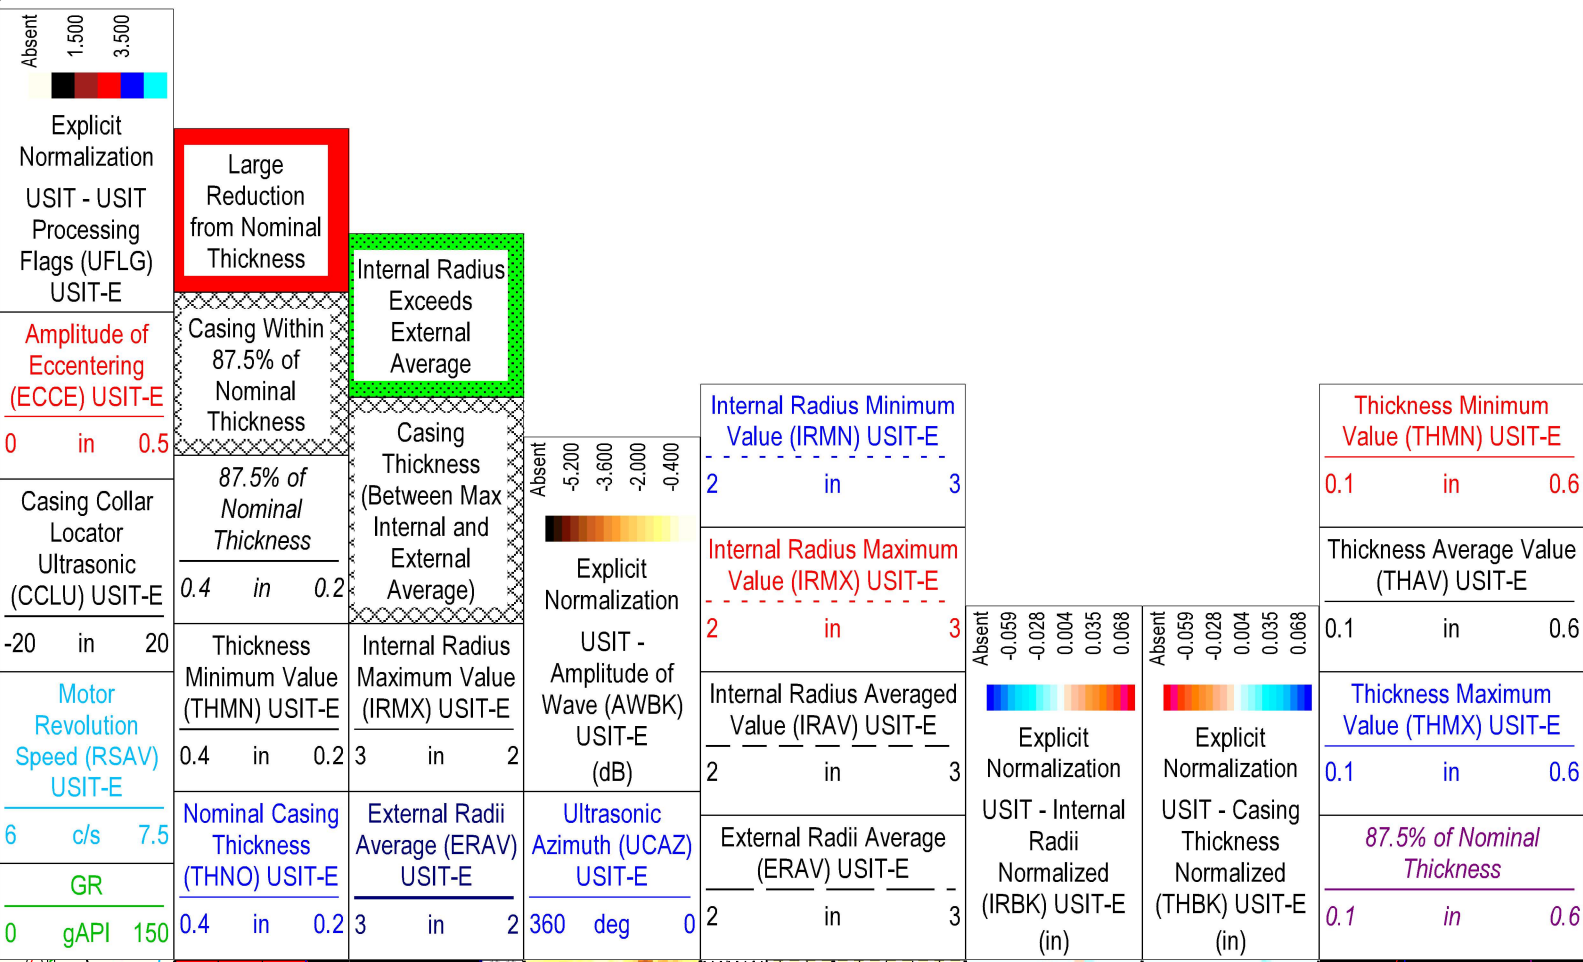 Absent
1.500
3.500
Explicit
Normalization
USIT - USIT
Processing
Flags (UFLG)
USIT-E
Amplitude of
Eccentering
(ECCE) USIT-E
0 in 0.5
Casing Collar
Locator
Ultrasonic
(CCLU) USIT-E
-20 in 20
Motor
Revolution
Speed (RSAV)
USIT-E
6 c/s 7.5
GR
0 gAPI 150
Large
Reduction
from Nominal
Thickness
Casing Within
87.5% of
Nominal
Thickness
87.5% of
Nominal
Thickness
0.4 in 0.2
Thickness
Minimum Value
(THMN) USIT-E
0.4 in 0.2
Nominal Casing
Thickness
(THNO) USIT-E
0.4 in 0.2
Internal Radius
Exceeds
External
Average
Casing
Thickness
(Between Max
Internal and
External
Average)
Internal Radius
Maximum Value
(IRMX) USIT-E
3 in 2
External Radii
Average (ERAV)
USIT-E
3 in 2
Absent
-5.200
-3.600
-2.000
-0.400
Explicit
Normalization
USIT -
Amplitude of
Wave (AWBK)
USIT-E
(dB)
Ultrasonic
Azimuth (UCAZ)
USIT-E
360 deg 0
Internal Radius Minimum
Value (IRMN) USIT-E
2 in 3
Internal Radius Maximum
Value (IRMX) USIT-E
2 in 3
Internal Radius Averaged
Value (IRAV) USIT-E
2 in 3
External Radii Average
(ERAV) USIT-E
2 in 3
Absent
-0.059
-0.028
0.004
0.035
0.068
Explicit
Normalization
USIT - Internal
Radii
Normalized
(IRBK) USIT-E
(in)
Absent
-0.059
-0.028
0.004
0.035
0.068
Explicit
Normalization
USIT - Casing
Thickness
Normalized
(THBK) USIT-E
(in)
Thickness Minimum
Value (THMN) USIT-E
0.1 in 0.6
Thickness Average Value
(THAV) USIT-E
0.1 in 0.6
Thickness Maximum
Value (THMX) USIT-E
0.1 in 0.6
87.5% of Nominal
Thickness
0.1 in 0.6